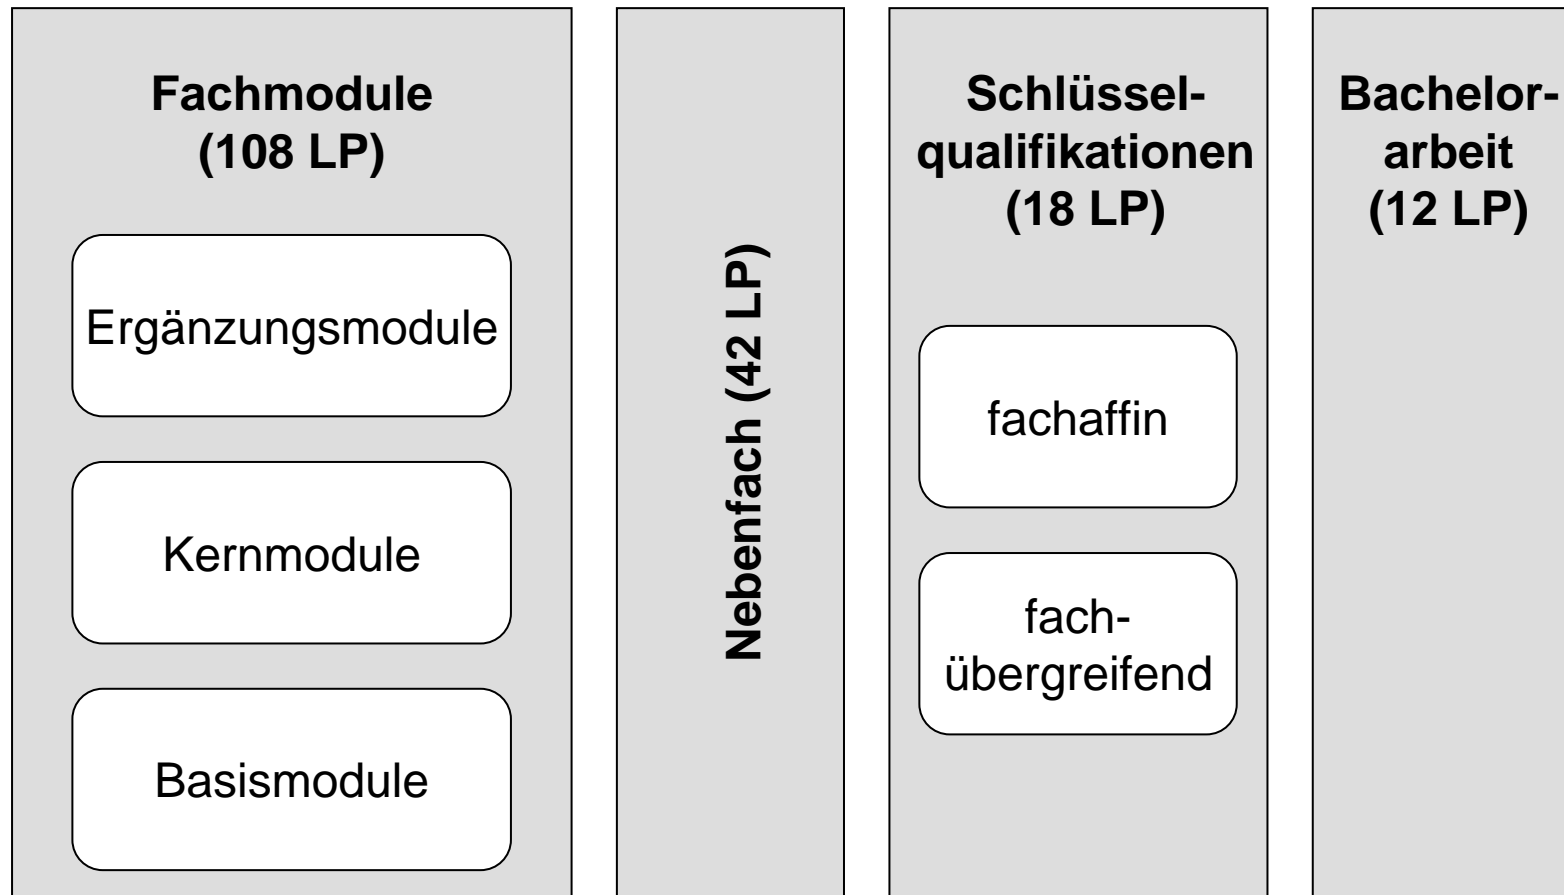 Fachmodule
(108 LP)
Ergänzungsmodule
Kernmodule
Basismodule
Nebenfach (42 LP)
Schlüssel-
qualifikationen
(18 LP)
fachaffin
fach-
übergreifend
Bachelor-
arbeit
(12 LP)